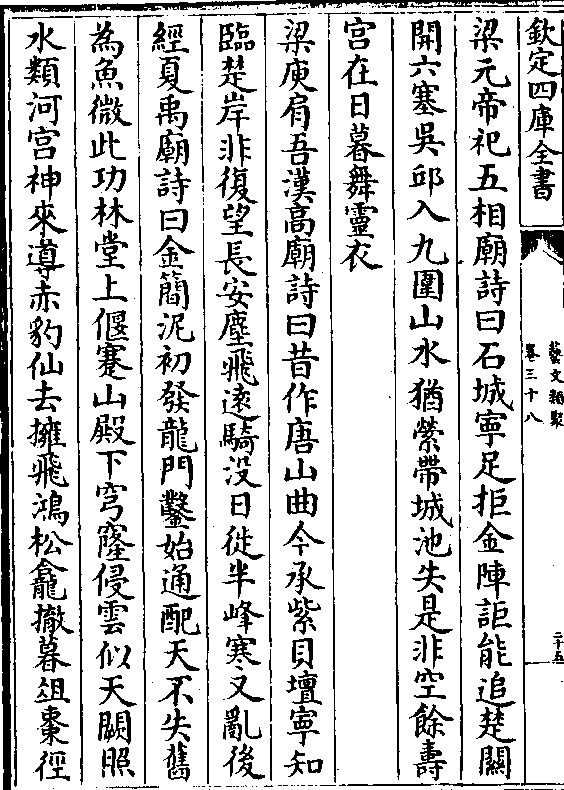 欽定四庫全書
藝文類聚
卷三十八
二十五
梁元帝祀五相廟詩曰石城寧足拒金陣詎能追楚關
開六塞吳邱入九圍山水猶縈帶城池失是非空餘壽
宫在日暮舞靈衣
梁庾肩吾漢高廟詩曰昔作唐山曲今承紫貝壇寧知
臨楚岸非復望長安塵飛逺騎没日徙半峰寒又亂後
經夏禹廟詩曰金簡泥初發龍門鑿始通配天不失舊
為魚微此功林堂上偃蹇山殿下穹窿侵雲似天闕照
水類河宫神來導赤豹仙去擁飛鴻松龕撤暮俎棗徑